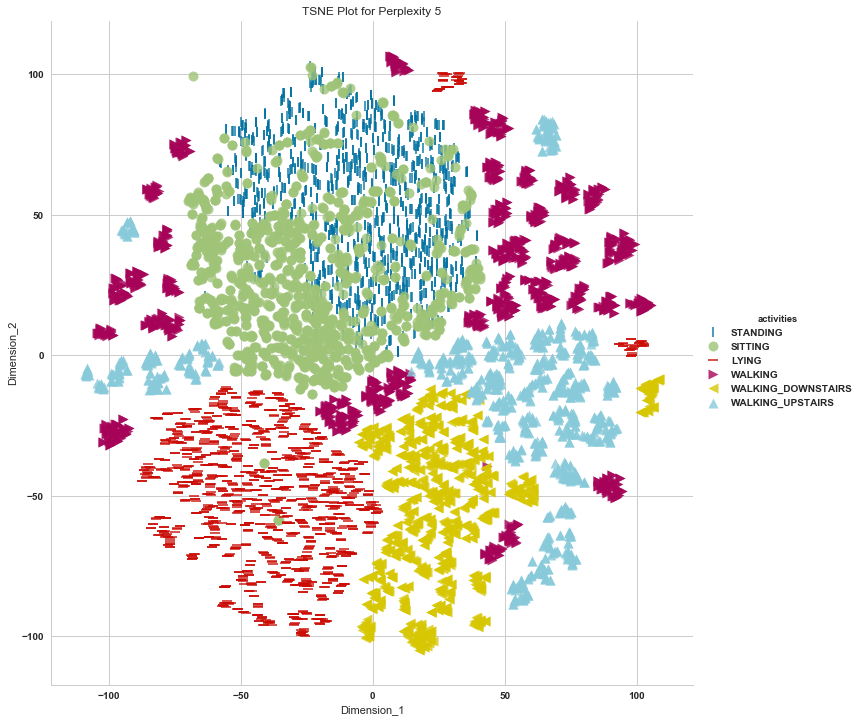 TSNE Plot for Perplexity 5
Dimension_2
100
50
0
−50
−100
−100
−50
0
50
100
Dimension_1
activities
STANDING
SITTING
LYING
WALKING
WALKING_DOWNSTAIRS
WALKING_UPSTAIRS